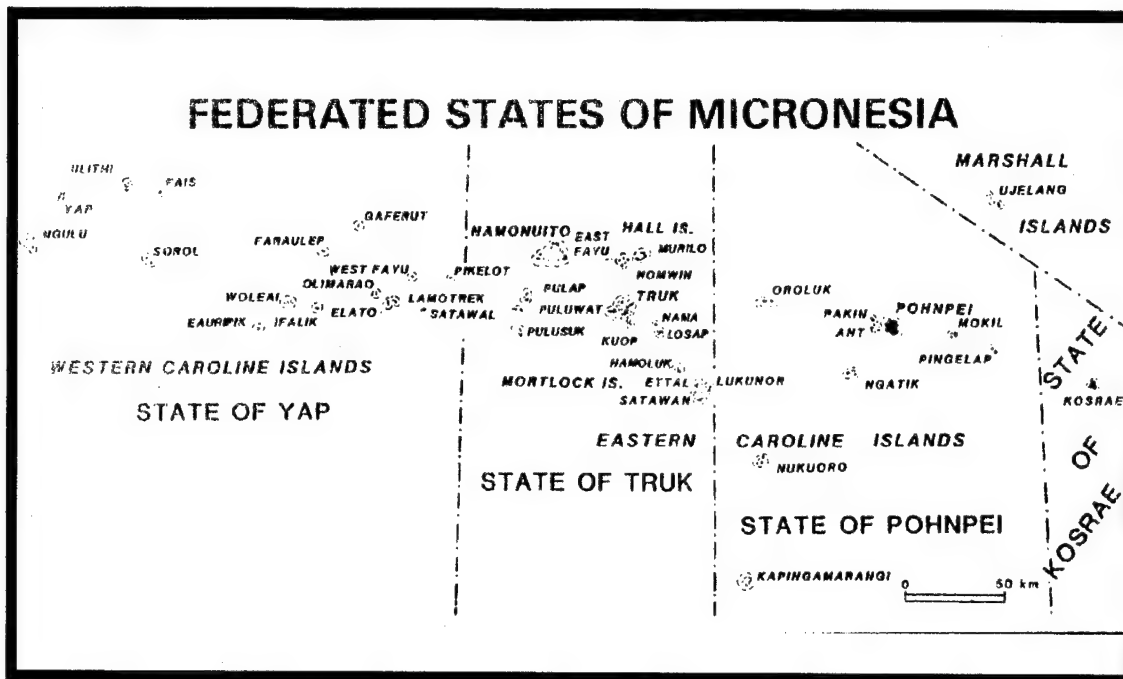 FEDERATED STATES OF MICRONESIA
MARSHALL
ISLANDS
UJELANG
ULITHI
FAIS
YAP
NGULU
SOROL
GAFERUT
FARAULEP
WEST FAYU
PIKELOT
OLIMARAO
WOLEAI
LAMOTREK
ELATO
SATAWAL
EAURIPIK
IFALIK
WESTERN CAROLINE ISLANDS
STATE OF YAP
NAMONUITO
EAST
FAYU
HALL IS.
MURILO
NOMWIN
PULAP
TRUK
PULUWAT
NAMA
PULUSUK
KUOP
LOSAP
NAMOLUK
MORTLOCK IS.
ETTAL
LUKUNOR
SATAWAN
EASTERN CAROLINE ISLANDS
STATE OF TRUK
OROLUK
PAKIN
POHNPEI
ANT
MOKIL
PINGELAP
NGATIK
NUKUORO
STATE OF POHNPEI
KAPINGAMARANGI
0 50 km
STATE OF KOSRAE
KOSRAE